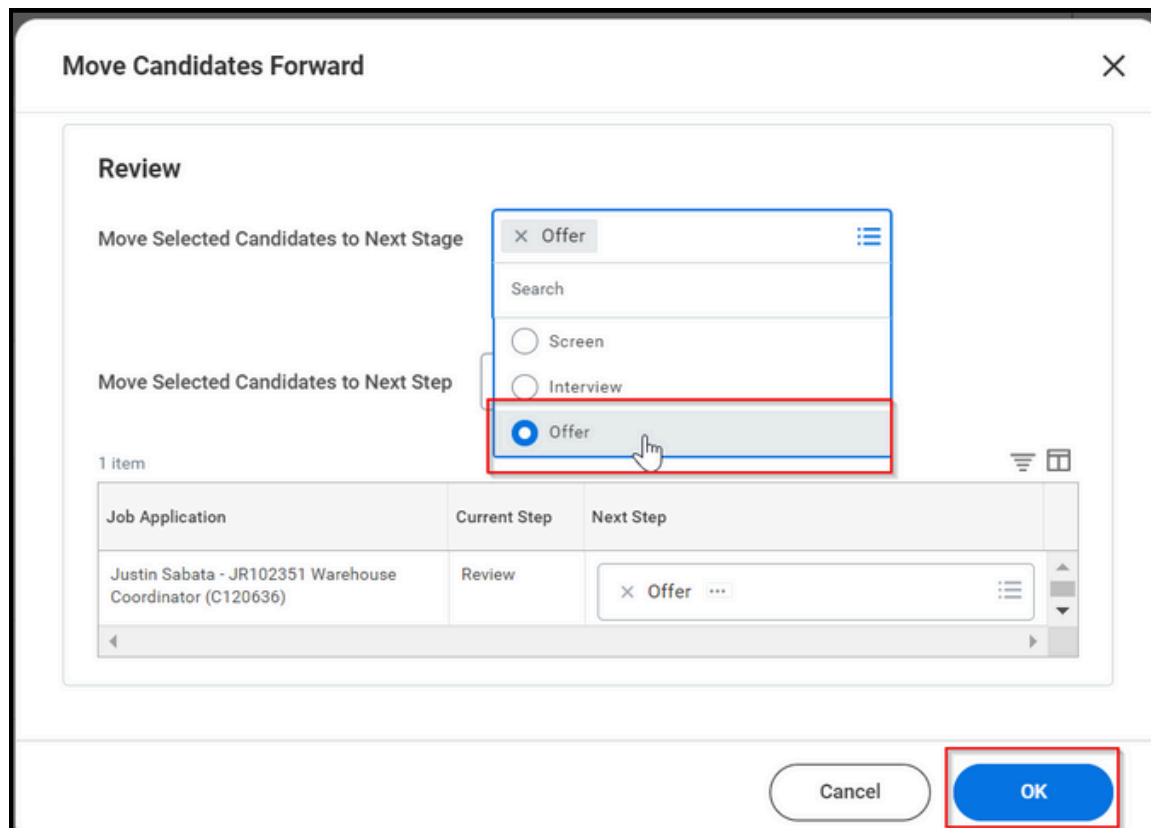 Move Candidates Forward
Review
Move Selected Candidates to Next Stage
Offer
Search
Screen
Interview
Offer
Move Selected Candidates to Next Step
1 item
Job Application Current Step Next Step
Justin Sabata - JR102351 Warehouse
Coordinator (C120636)
Review
Offer
Cancel
OK